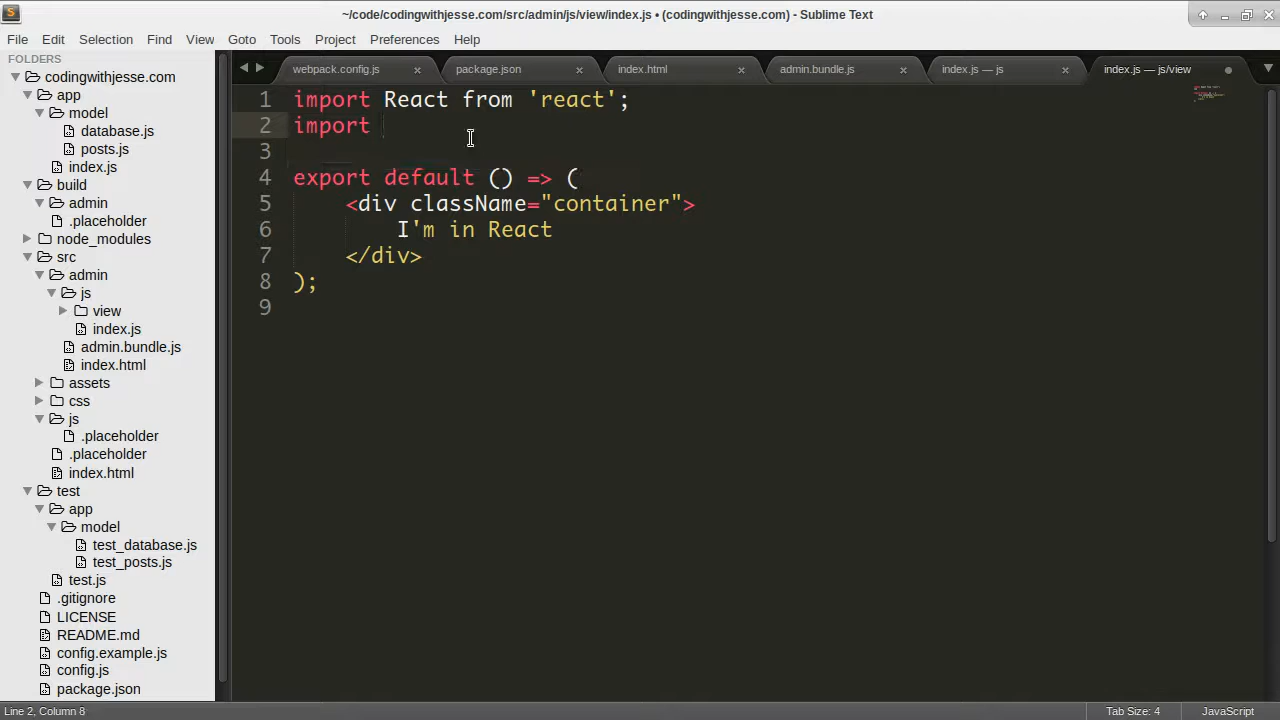 ~/code/codingwithjesse.com/src/admin/js/view/index.js • (codingwithjesse.com) - Sublime Text
File Edit Selection Find View Goto Tools Project Preferences Help
FOLDERS
codingwithjesse.com
app
model
database.js
posts.js
index.js
build
admin
.placeholder
node_modules
src
admin
js
view
index.js
admin.bundle.js
index.html
assets
css
js
.placeholder
.placeholder
index.html
test
app
model
test_database.js
test_posts.js
test.js
.gitignore
LICENSE
README.md
config.example.js
config.js
package.json
webpack.config.js package.json index.html admin.bundle.js index.js — js index.js — js/view
1 import React from 'react';
2 import
3
4 export default () => (
5 <div className="container">
6 I'm in React
7 </div>
8 );
9
Line 2, Column 8 Tab Size: 4 JavaScript